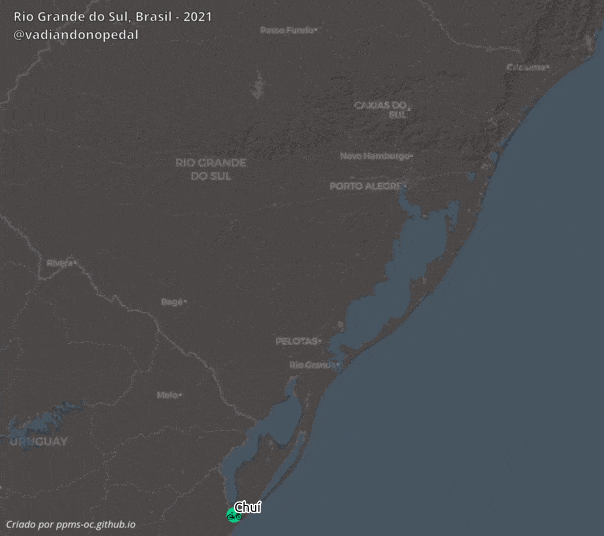 Rio Grande do Sul, Brasil - 2021
@vadiandonopedal
Passo Fundo
Criciúma
CAXIAS DO
SUL
Novo Hamburgo
RIO GRANDE
DO SUL
PORTO ALEGRE
Rivera
Bagé
PELOTAS
Rio Grande
Melo
URUGUAY
Chuí
Criado por ppms-oc.github.io